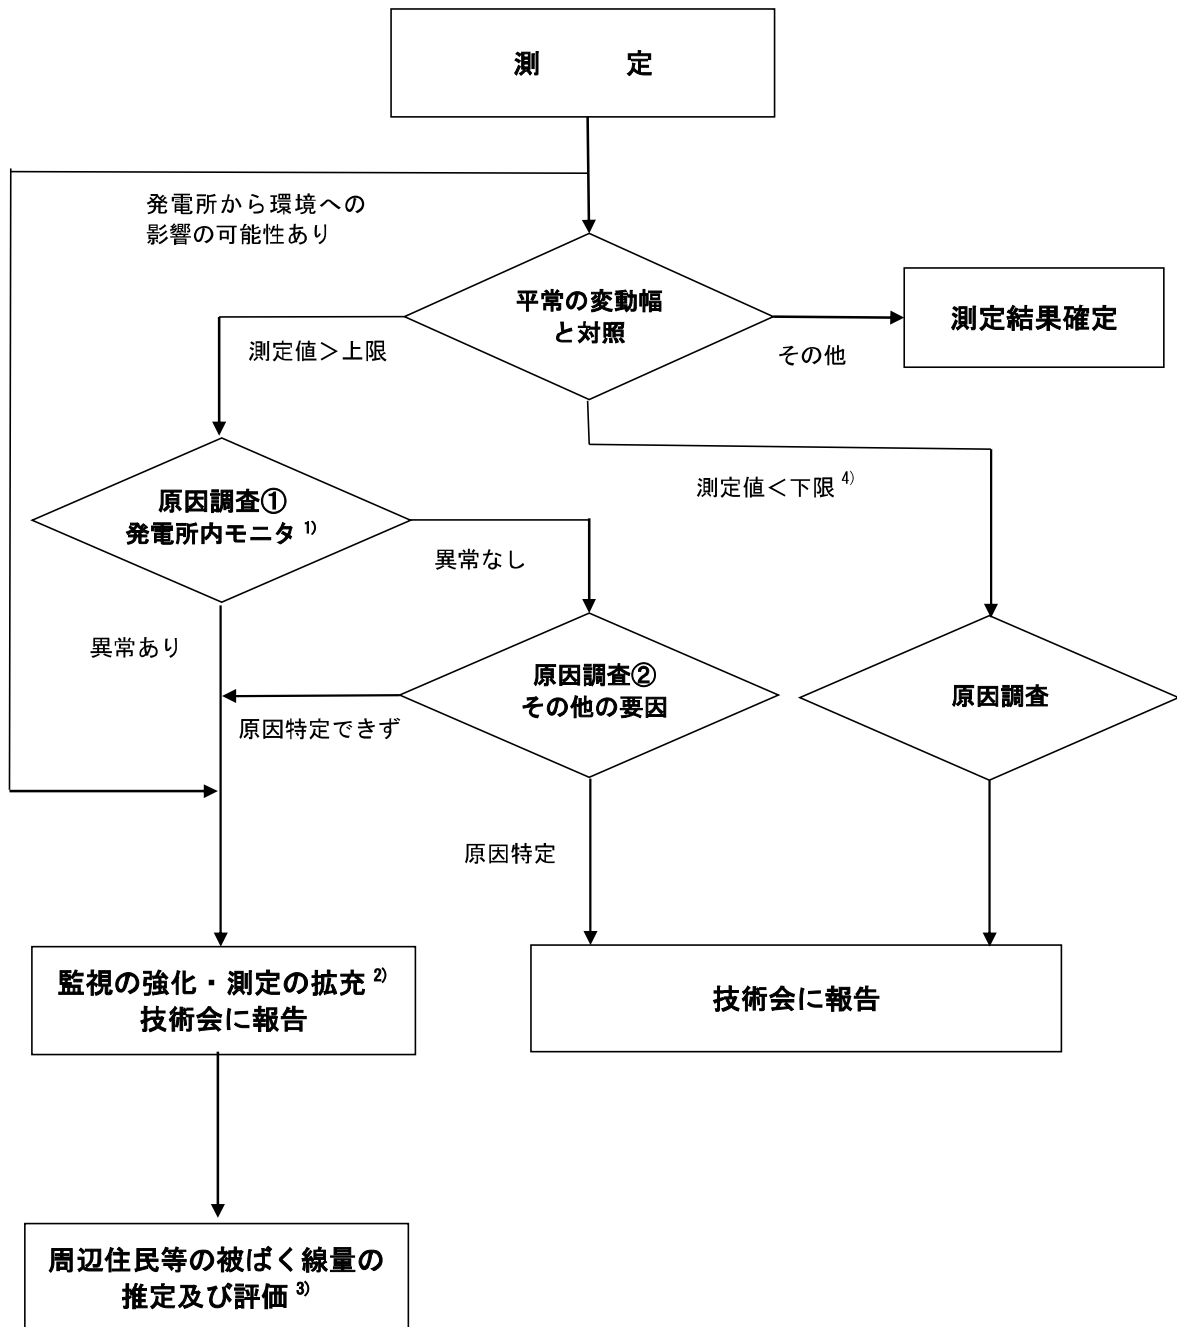 測　　　定
発電所から環境への
影響の可能性あり
平常の変動幅
と対照
測定結果確定
測定値＞上限
その他
測定値＜下限 4)
原因調査①
発電所内モニタ 1)
異常なし
異常あり
原因調査②
その他の要因
原因調査
原因特定できず
原因特定
監視の強化・測定の拡充 2)
技術会に報告
技術会に報告
周辺住民等の被ばく線量の
推定及び評価 3)